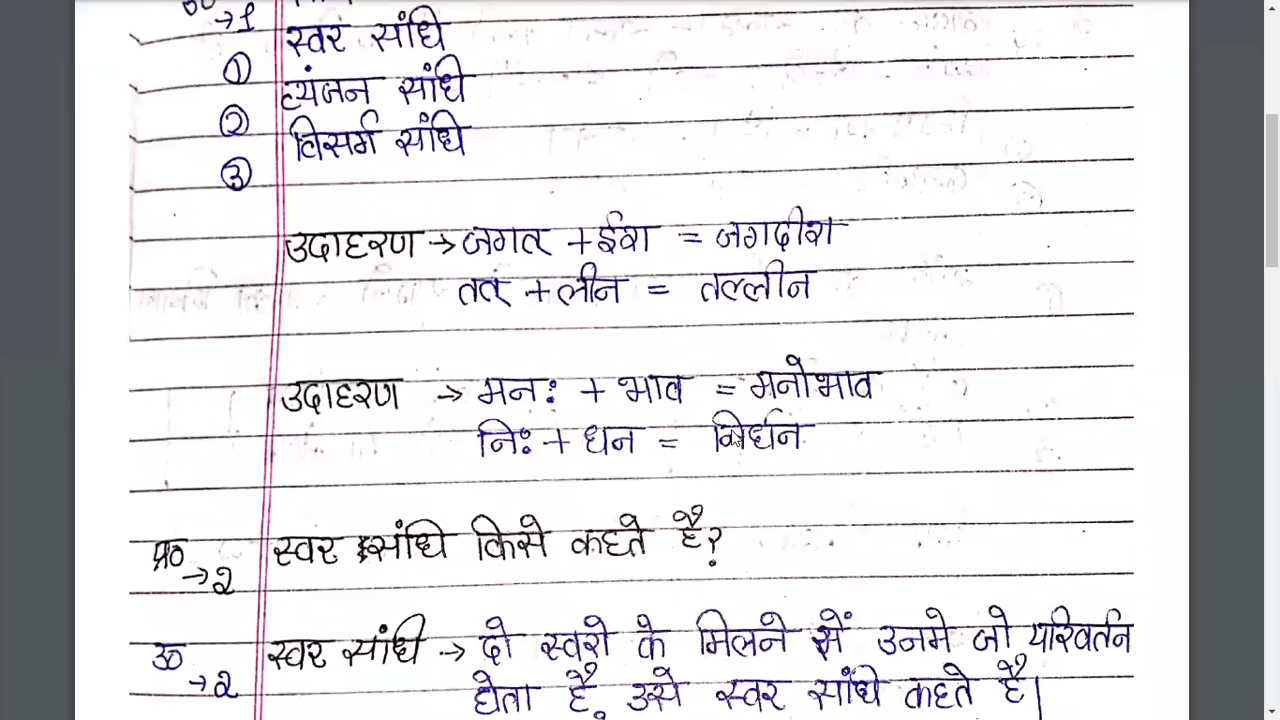 →1 स्वर संधि
① व्यंजन संधि
② विसर्ग संधि
③
उदाहरण → जगत् + ईश = जगदीश
तत् + लीन = तल्लीन
उदाहरण → मनः + भाव = मनोभाव
निः + धन = निर्धन
प्र०→2 स्वर संधि किसे कहते है?
उ०→2 स्वर संधि → दो स्वरो के मिलने से उनमे जो परिवर्तन
होता है, उसे स्वर संधि कहते है।